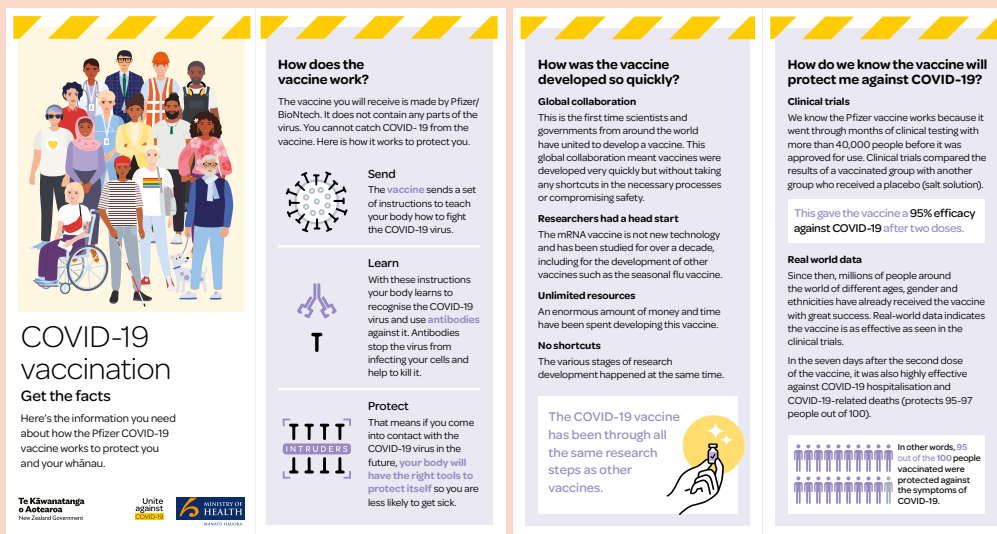 COVID-19
vaccination
Get the facts
Here's the information you need
about how the Pfizer COVID-19
vaccine works to protect you
and your whānau.
Te Kāwanatanga
o Aotearoa
New Zealand Government
Unite
against
COVID-19
MINISTRY OF
HEALTH
MANATŪ HAUORA
How does the
vaccine work?
The vaccine you will receive is made by Pfizer/
BioNtech. It does not contain any parts of the
virus. You cannot catch COVID- 19 from the
vaccine. Here is how it works to protect you.
Send
The vaccine sends a set
of instructions to teach
your body how to fight
the COVID-19 virus.
Learn
With these instructions
your body learns to
recognise the COVID-19
virus and use antibodies
against it. Antibodies
stop the virus from
infecting your cells and
help to kill it.
Protect
INTRUDERS
That means if you come
into contact with the
COVID-19 virus in the
future, your body will
have the right tools to
protect itself so you are
less likely to get sick.
How was the vaccine
developed so quickly?
Global collaboration
This is the first time scientists and
governments from around the world
have united to develop a vaccine. This
global collaboration meant vaccines were
developed very quickly but without taking
any shortcuts in the necessary processes
or compromising safety.
Researchers had a head start
The mRNA vaccine is not new technology
and has been studied for over a decade,
including for the development of other
vaccines such as the seasonal flu vaccine.
Unlimited resources
An enormous amount of money and time
have been spent developing this vaccine.
No shortcuts
The various stages of research
development happened at the same time.
The COVID-19 vaccine
has been through all
the same research
steps as other
vaccines.
How do we know the vaccine will
protect me against COVID-19?
Clinical trials
We know the Pfizer vaccine works because it
went through months of clinical testing with
more than 40,000 people before it was
approved for use. Clinical trials compared the
results of a vaccinated group with another
group who received a placebo (salt solution).
This gave the vaccine a 95% efficacy
against COVID-19 after two doses.
Real world data
Since then, millions of people around
the world of different ages, gender and
ethnicities have already received the vaccine
with great success. Real-world data indicates
the vaccine is as effective as seen in the
clinical trials.
In the seven days after the second dose
of the vaccine, it was also highly effective
against COVID-19 hospitalisation and
COVID-19-related deaths (protects 95-97
people out of 100).
In other words, 95
out of the 100 people
vaccinated were
protected against
the symptoms of
COVID-19.